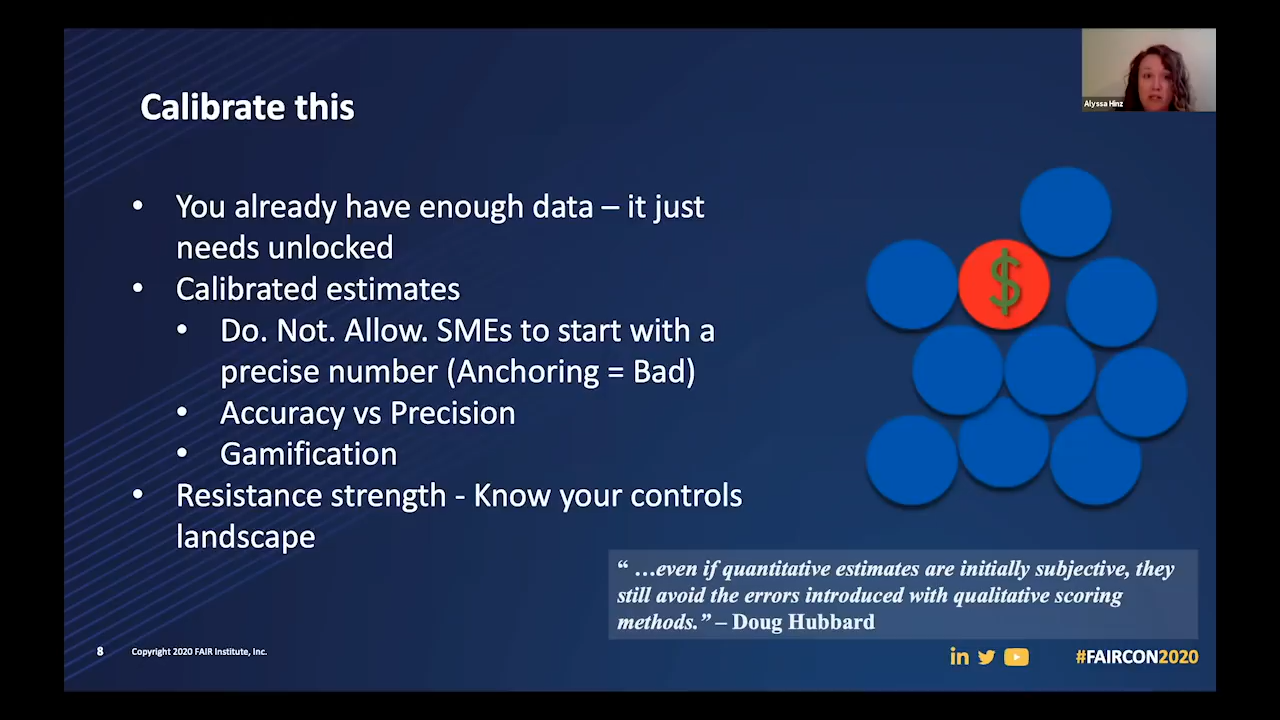 Alyssa Hinz
Calibrate this
• You already have enough data – it just
needs unlocked
• Calibrated estimates
• Do. Not. Allow. SMEs to start with a
precise number (Anchoring = Bad)
• Accuracy vs Precision
• Gamification
• Resistance strength - Know your controls
landscape
$
“ …even if quantitative estimates are initially subjective, they
still avoid the errors introduced with qualitative scoring
methods.” – Doug Hubbard
8 Copyright 2020 FAIR Institute, Inc.
in
#FAIRCON2020